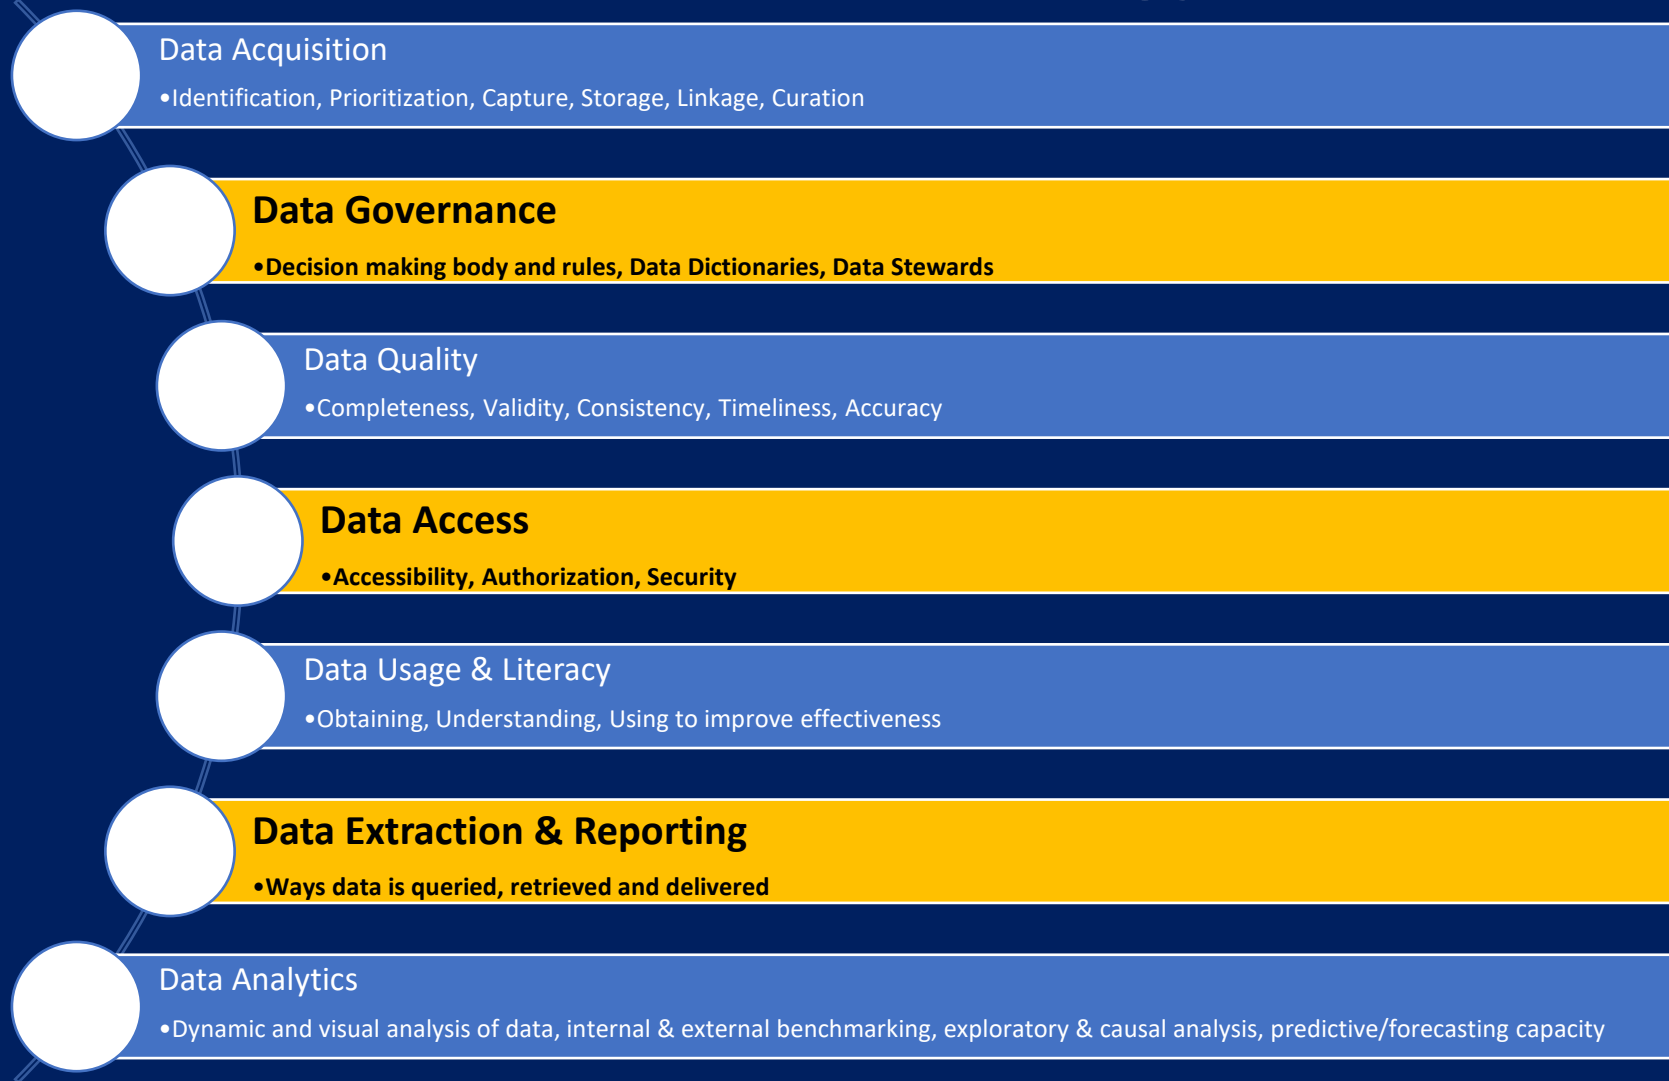 Data Acquisition
•Identification, Prioritization, Capture, Storage, Linkage, Curation
Data Governance
•Decision making body and rules, Data Dictionaries, Data Stewards
Data Quality
•Completeness, Validity, Consistency, Timeliness, Accuracy
Data Access
•Accessibility, Authorization, Security
Data Usage & Literacy
•Obtaining, Understanding, Using to improve effectiveness
Data Extraction & Reporting
•Ways data is queried, retrieved and delivered
Data Analytics
•Dynamic and visual analysis of data, internal & external benchmarking, exploratory & causal analysis, predictive/forecasting capacity